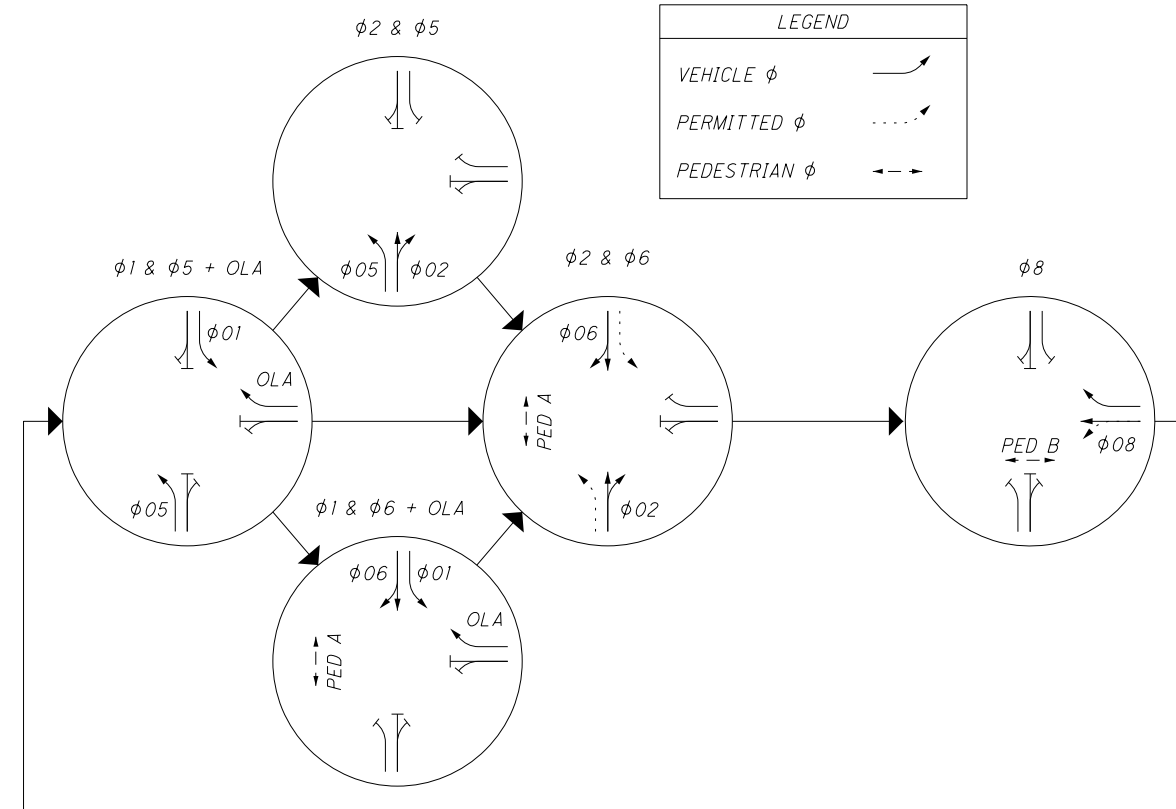 LEGEND
VEHICLE ϕ
PERMITTED ϕ
PEDESTRIAN ϕ
ϕ2 & ϕ5
ϕ05
ϕ02
ϕ1 & ϕ5 + OLA
ϕ01
OLA
ϕ05
ϕ2 & ϕ6
ϕ06
PED A
ϕ02
ϕ1 & ϕ6 + OLA
ϕ06
ϕ01
OLA
PED A
ϕ8
ϕ08
PED B